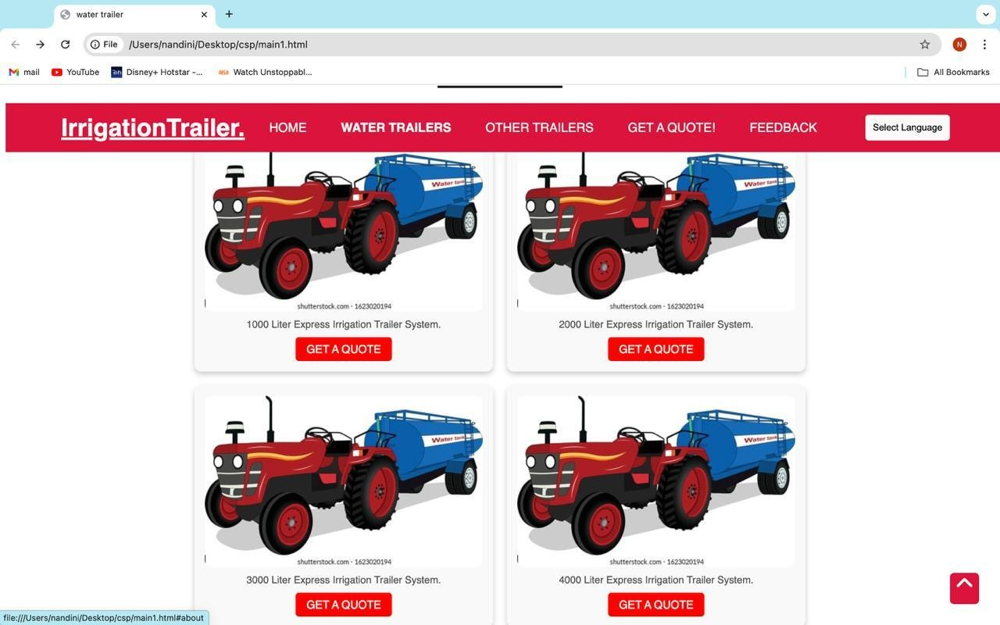 water trailer
File
/Users/nandini/Desktop/csp/main1.html
N
mail
YouTube
Disney+ Hotstar -...
Watch Unstoppabl...
All Bookmarks
IrrigationTrailer.
HOME
WATER TRAILERS
OTHER TRAILERS
GET A QUOTE!
FEEDBACK
Select Language
Water tank
Water tank
shutterstock.com · 1623020194
shutterstock.com · 1623020194
1000 Liter Express Irrigation Trailer System.
2000 Liter Express Irrigation Trailer System.
GET A QUOTE
GET A QUOTE
Water tank
Water tank
shutterstock.com · 1623020194
shutterstock.com · 1623020194
3000 Liter Express Irrigation Trailer System.
4000 Liter Express Irrigation Trailer System.
GET A QUOTE
GET A QUOTE
file:///Users/nandini/Desktop/csp/main1.html#about